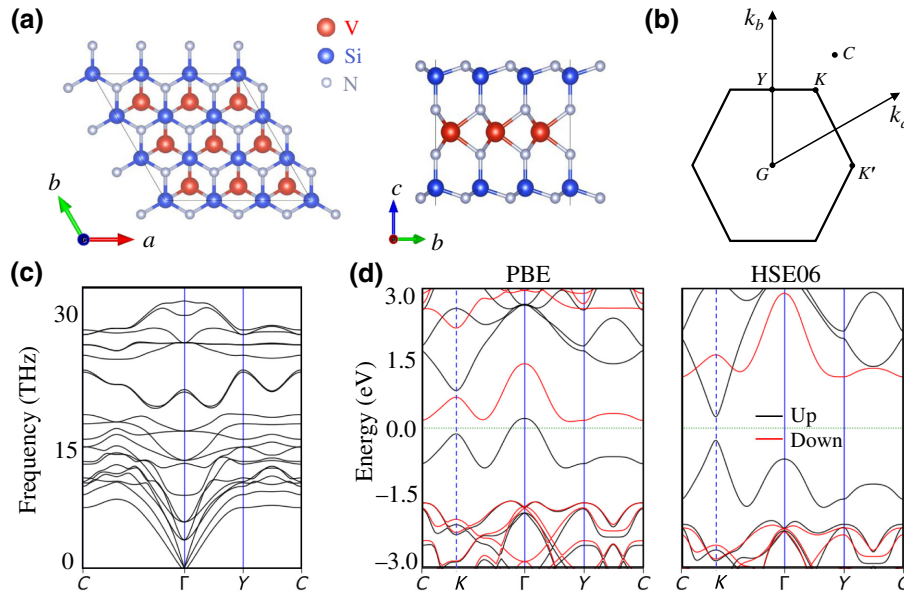 (a)
V
Si
N
b
a
c
b
(b)
k_b
C
Y
K
k_a
G
K′
(c)
Frequency (THz)
30
15
0
C
Γ
Y
C
(d)
PBE
HSE06
Energy (eV)
3.0
1.5
0.0
−1.5
−3.0
Up
Down
C
K
Γ
Y
C
C
K
Γ
Y
C